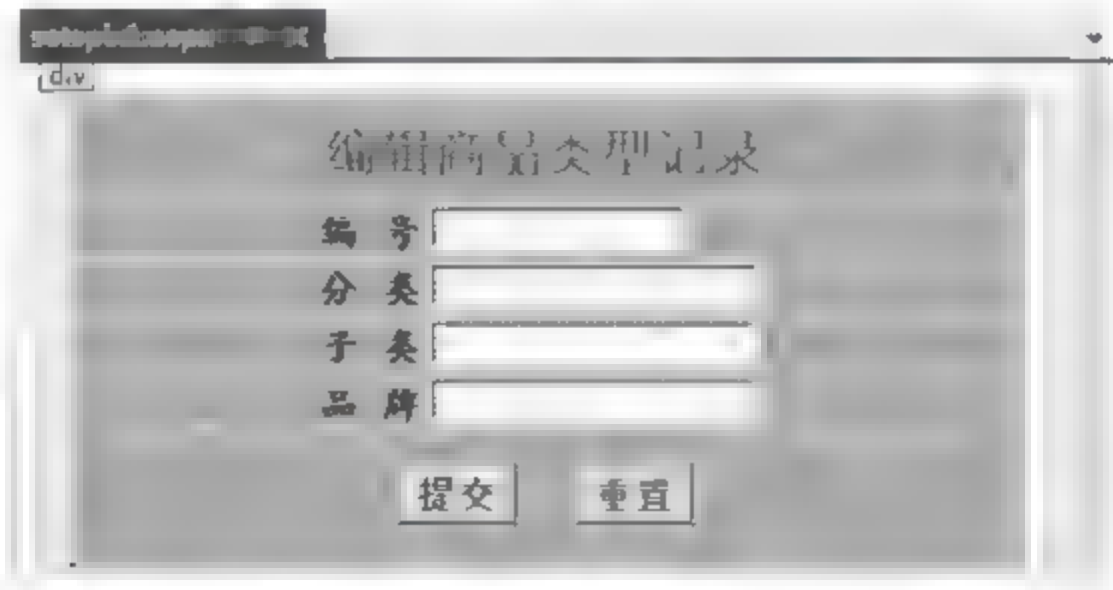 div
编辑商品类型记录
编 号
分 类
子 类
品 牌
提交 重置